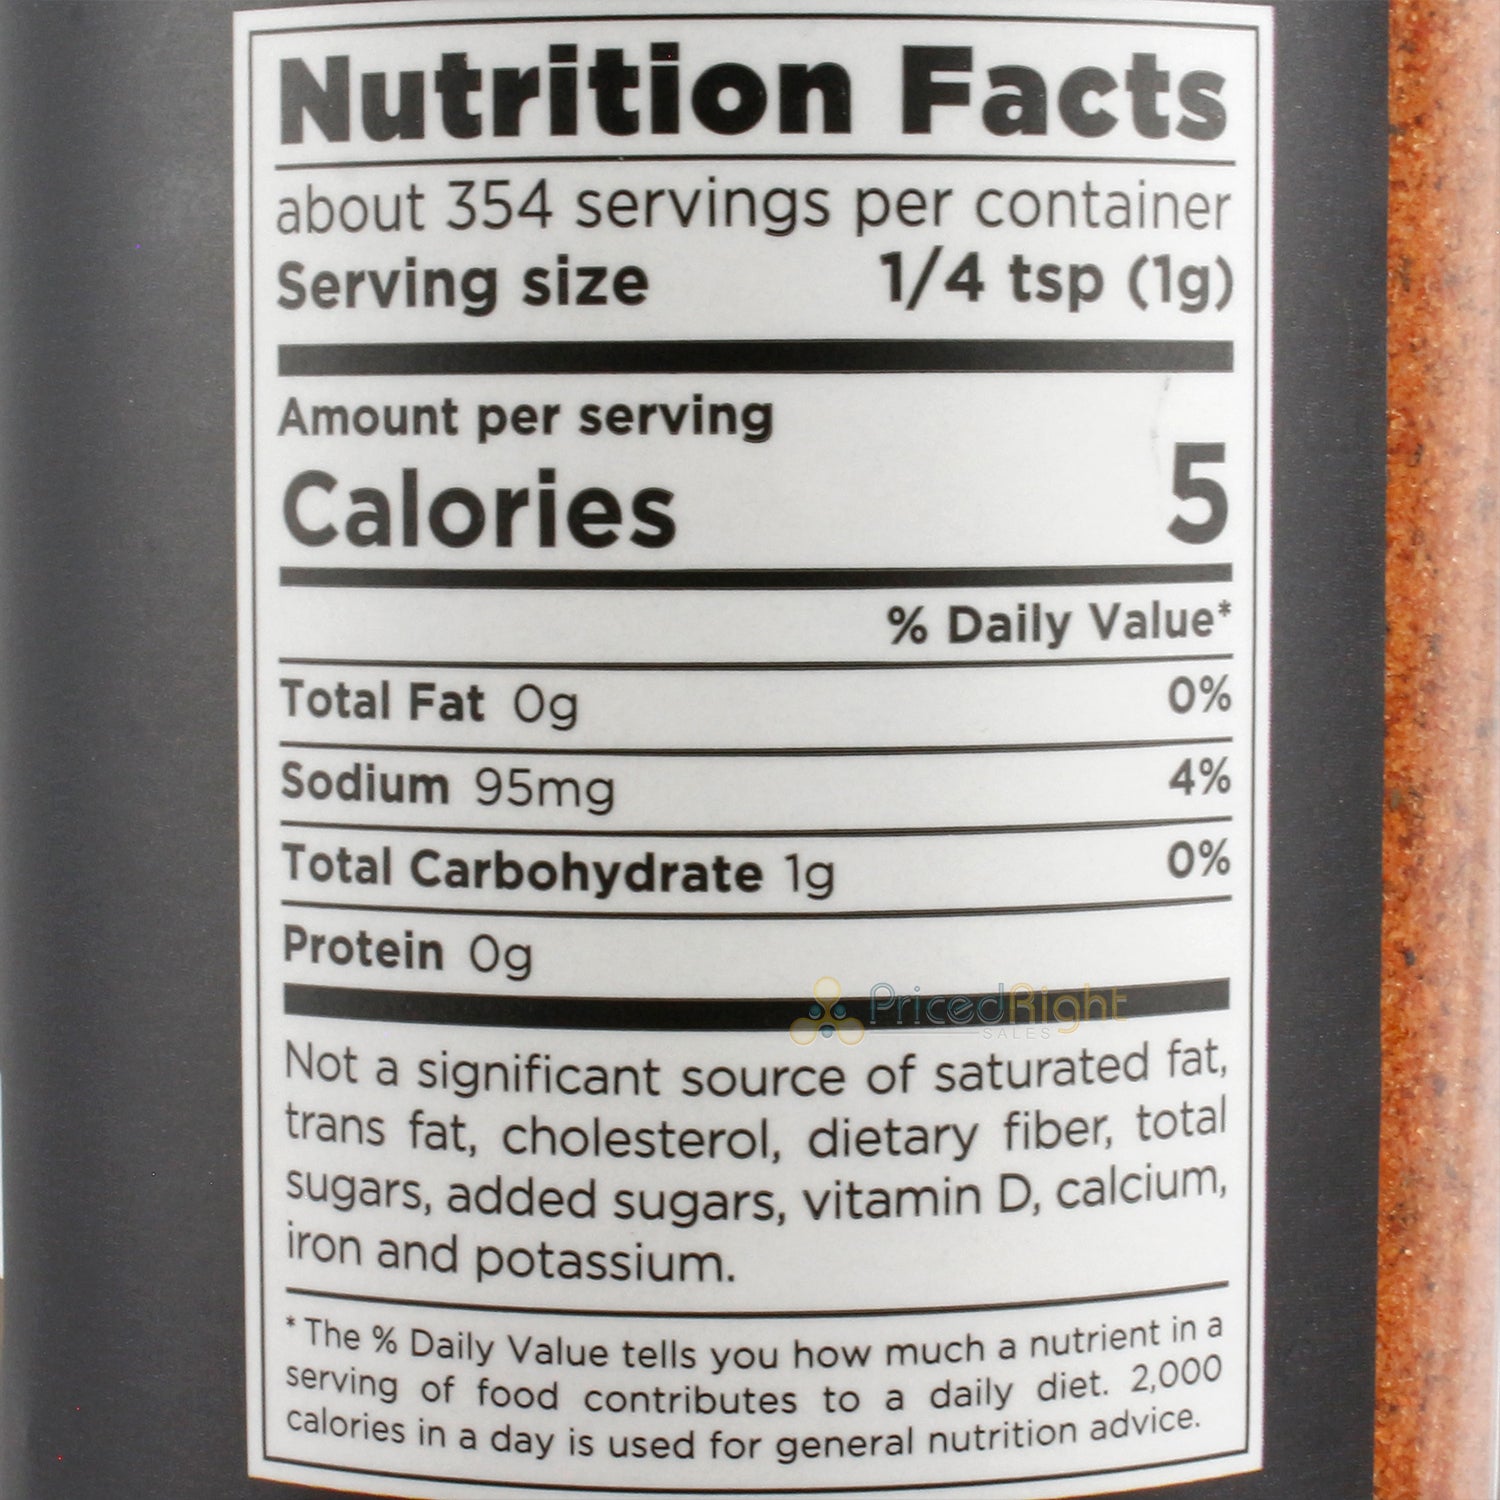 Nutrition Facts
about 354 servings per container
Serving size 1/4 tsp (1g)
Amount per serving
Calories 5
% Daily Value*
Total Fat 0g 0%
Sodium 95mg 4%
Total Carbohydrate 1g 0%
Protein 0g
PricedRight
SALES
Not a significant source of saturated fat,
trans fat, cholesterol, dietary fiber, total
sugars, added sugars, vitamin D, calcium,
iron and potassium.
* The % Daily Value tells you how much a nutrient in a
serving of food contributes to a daily diet. 2,000
calories in a day is used for general nutrition advice.